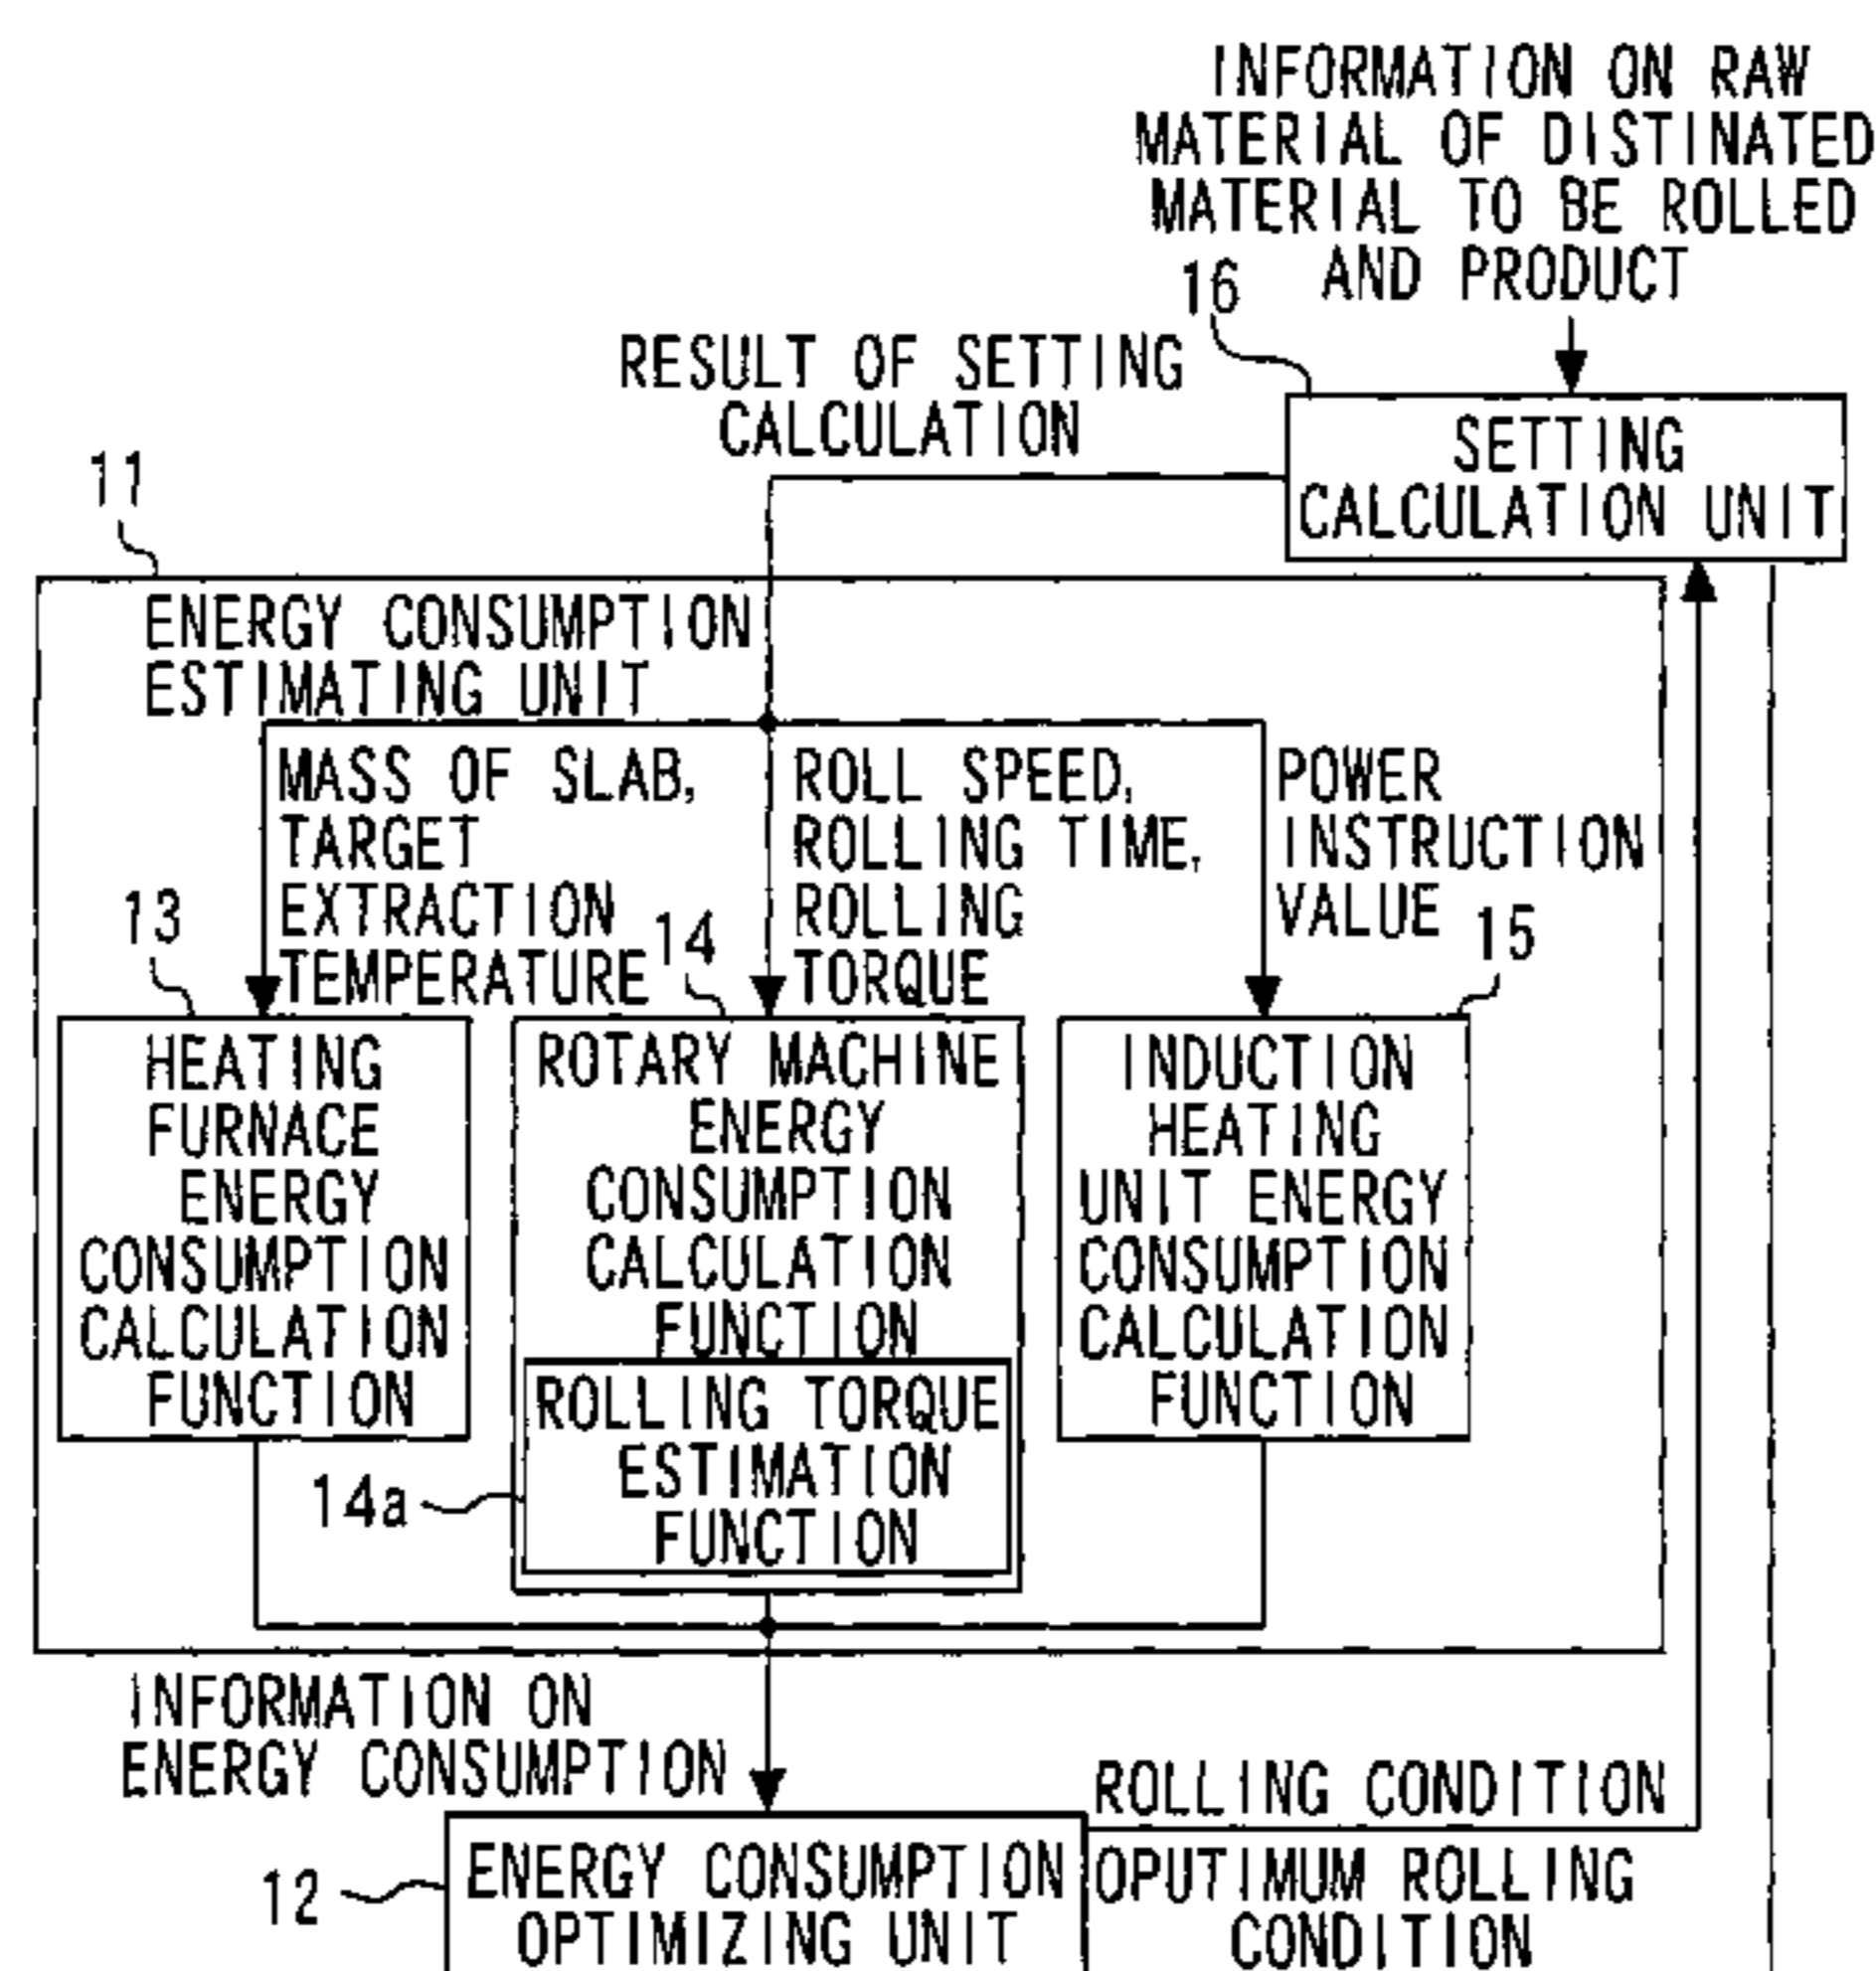 INFORMATION ON RAW
MATERIAL OF DISTINATED
MATERIAL TO BE ROLLED
AND PRODUCT
16
RESULT OF SETTING
CALCULATION
SETTING
CALCULATION UNIT
11
ENERGY CONSUMPTION
ESTIMATING UNIT
MASS OF SLAB,
TARGET
EXTRACTION
TEMPERATURE
ROLL SPEED,
ROLLING TIME,
ROLLING
TORQUE
POWER
INSTRUCTION
VALUE
13
14
15
HEATING
FURNACE
ENERGY
CONSUMPTION
CALCULATION
FUNCTION
ROTARY MACHINE
ENERGY
CONSUMPTION
CALCULATION
FUNCTION
ROLLING TORQUE
ESTIMATION
FUNCTION
14a
INDUCTION
HEATING
UNIT ENERGY
CONSUMPTION
CALCULATION
FUNCTION
INFORMATION ON
ENERGY CONSUMPTION
ROLLING CONDITION
12
ENERGY CONSUMPTION
OPTIMIZING UNIT
OPUTIMUM ROLLING
CONDITION